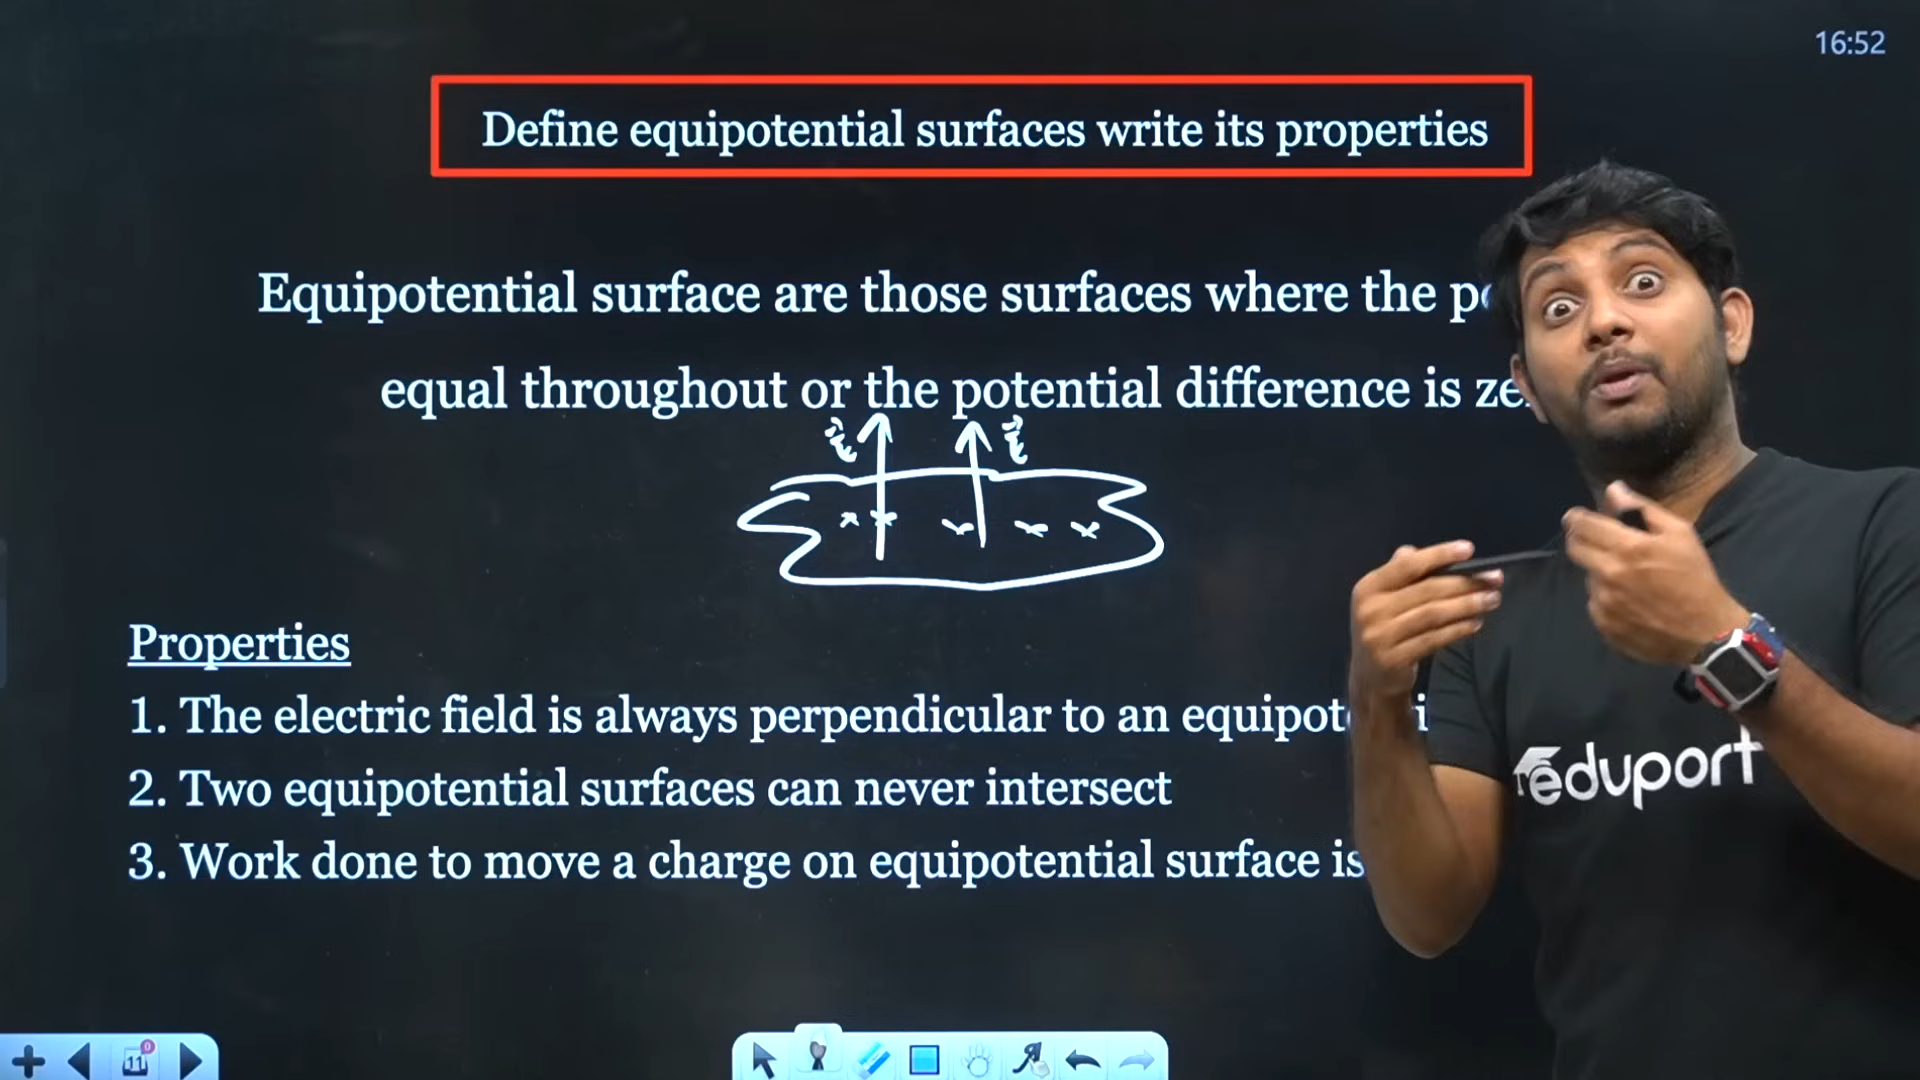 16:52
Define equipotential surfaces write its properties
Equipotential surface are those surfaces where the
equal throughout or the potential difference is
Properties
1. The electric field is always perpendicular to an
2. Two equipotential surfaces can never intersect
3. Work done to move a charge on equipotential surface is
eduport
11
0